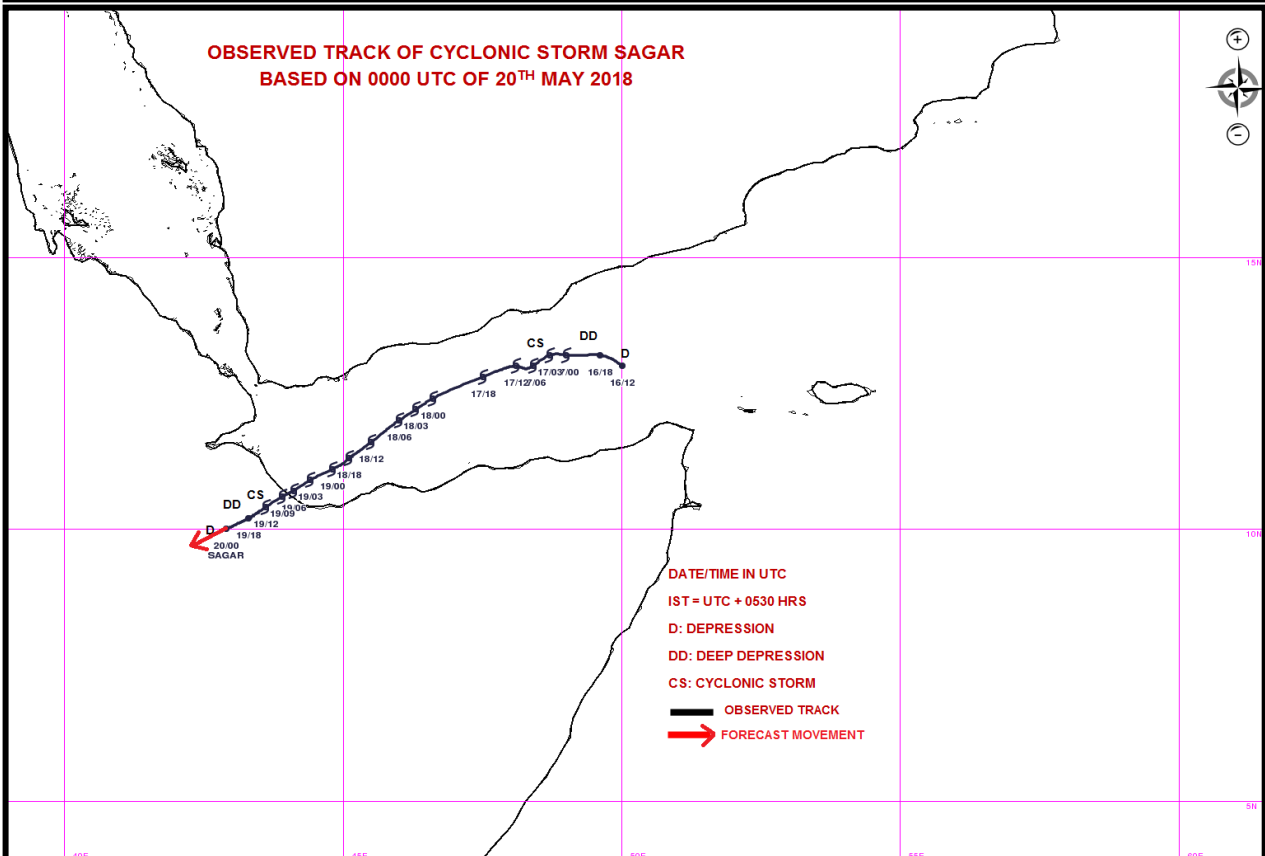 OBSERVED TRACK OF CYCLONIC STORM SAGAR
BASED ON 0000 UTC OF 20TH MAY 2018
15N
DD
CS
D
17/03
7/00
16/18
16/12
17/12
7/06
17/18
18/00
18/03
18/06
18/12
18/18
19/00
19/03
CS
19/06
19/09
DD
19/12
D
19/18
20/00
SAGAR
10N
DATE/TIME IN UTC
IST = UTC + 0530 HRS
D: DEPRESSION
DD: DEEP DEPRESSION
CS: CYCLONIC STORM
OBSERVED TRACK
FORECAST MOVEMENT
5N